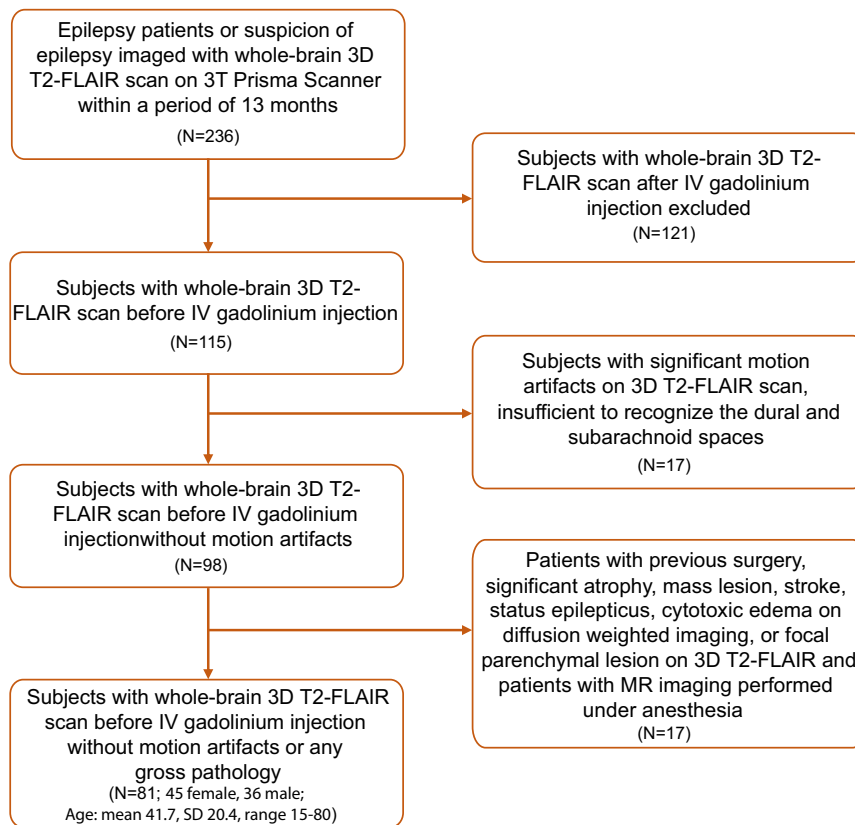 Epilepsy patients or suspicion of
epilepsy imaged with whole-brain 3D
T2-FLAIR scan on 3T Prisma Scanner
within a period of 13 months
(N=236)
Subjects with whole-brain 3D T2-
FLAIR scan after IV gadolinium
injection excluded
(N=121)
Subjects with whole-brain 3D T2-
FLAIR scan before IV gadolinium injection
(N=115)
Subjects with significant motion
artifacts on 3D T2-FLAIR scan,
insufficient to recognize the dural and
subarachnoid spaces
(N=17)
Subjects with whole-brain 3D T2-
FLAIR scan before IV gadolinium
injectionwithout motion artifacts
(N=98)
Patients with previous surgery,
significant atrophy, mass lesion, stroke,
status epilepticus, cytotoxic edema on
diffusion weighted imaging, or focal
parenchymal lesion on 3D T2-FLAIR and
patients with MR imaging performed
under anesthesia
(N=17)
Subjects with whole-brain 3D T2-FLAIR
scan before IV gadolinium injection
without motion artifacts or any
gross pathology
(N=81; 45 female, 36 male;
Age: mean 41.7, SD 20.4, range 15-80)